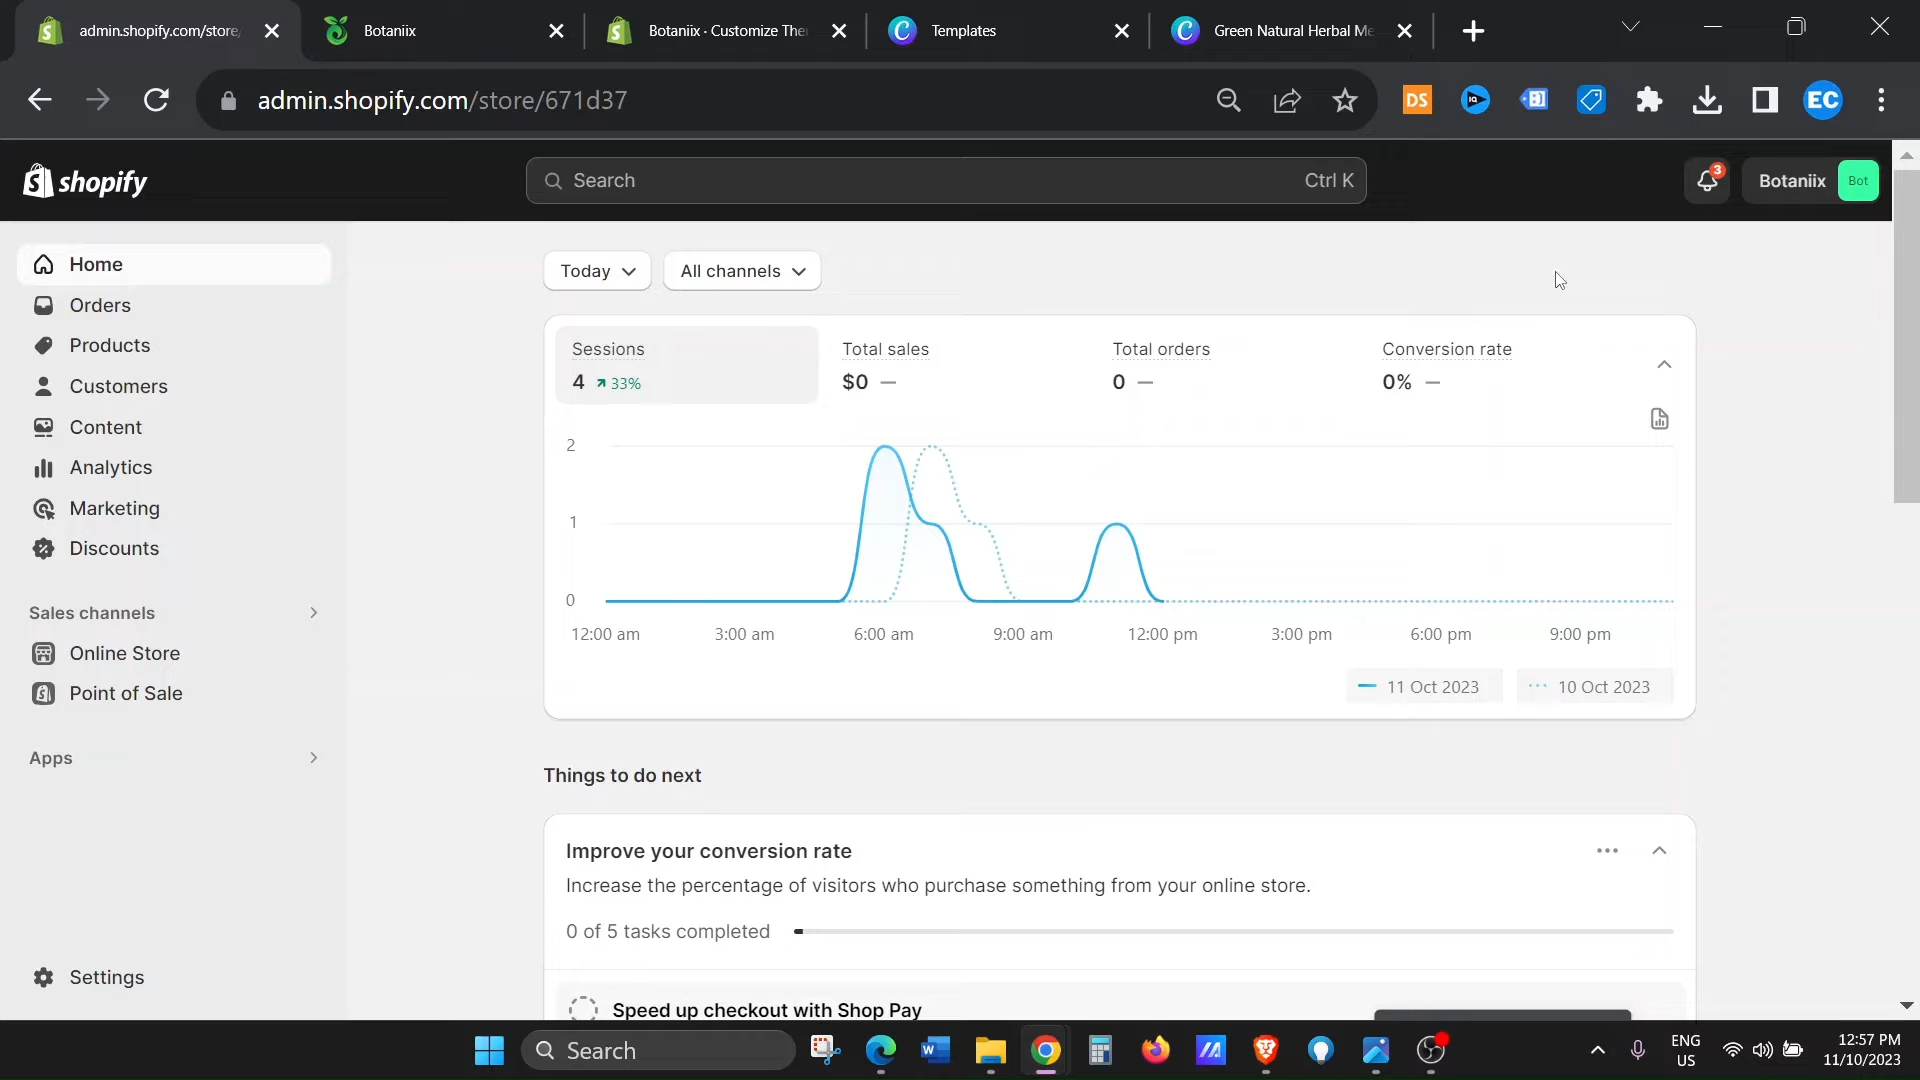 admin.shopify.com/store/
Botaniix
Botaniix · Customize The
Templates
Green Natural Herbal Me
admin.shopify.com/store/671d37
DS
IQ
EC
shopify
Search
Ctrl K
3
Botaniix
Bot
Home
Orders
Products
Customers
Content
Analytics
Marketing
Discounts
Sales channels
Online Store
Point of Sale
Apps
Settings
Today
All channels
Sessions
4 33%
Total sales
$0 —
Total orders
0 —
Conversion rate
0% —
2
1
0
12:00 am
3:00 am
6:00 am
9:00 am
12:00 pm
3:00 pm
6:00 pm
9:00 pm
11 Oct 2023
10 Oct 2023
Things to do next
Improve your conversion rate
Increase the percentage of visitors who purchase something from your online store.
0 of 5 tasks completed
Speed up checkout with Shop Pay
Search
ENG
US
12:57 PM
11/10/2023